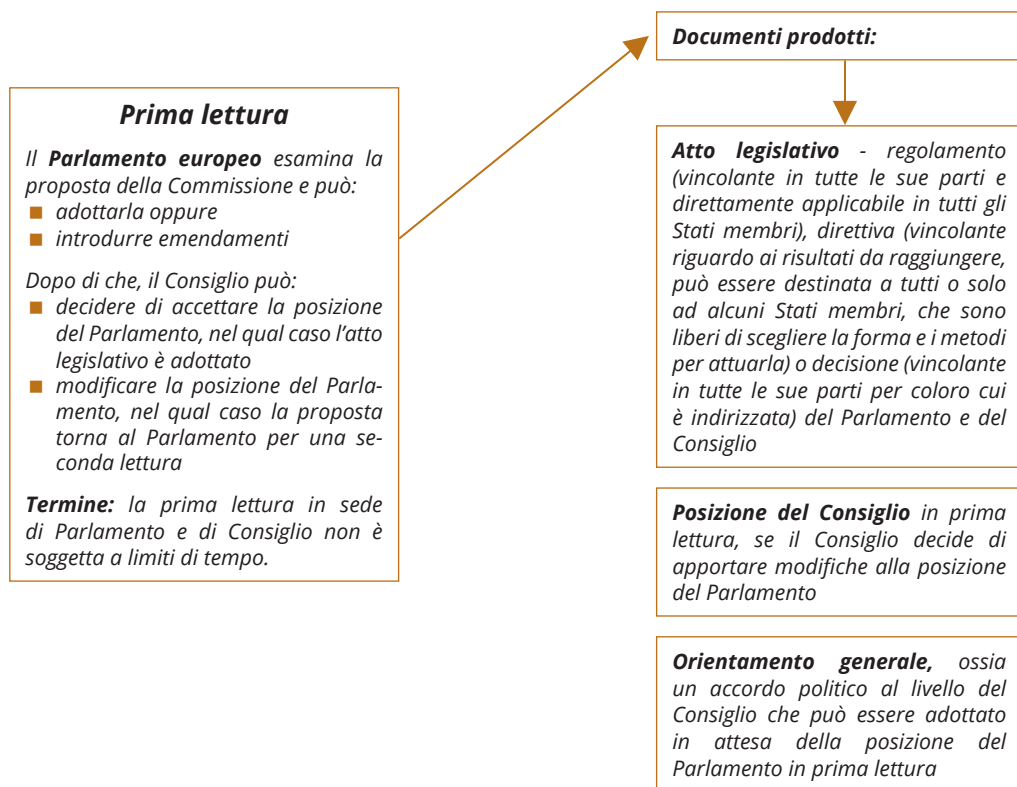 Prima lettura
Il Parlamento europeo esamina la
proposta della Commissione e può:
■ adottarla oppure
■ introdurre emendamenti
Dopo di che, il Consiglio può:
■ decidere di accettare la posizione
del Parlamento, nel qual caso l’atto
legislativo è adottato
■ modificare la posizione del Parla-
mento, nel qual caso la proposta
torna al Parlamento per una se-
conda lettura
Termine: la prima lettura in sede
di Parlamento e di Consiglio non è
soggetta a limiti di tempo.
Documenti prodotti:
Atto legislativo - regolamento
(vincolante in tutte le sue parti e
direttamente applicabile in tutti gli
Stati membri), direttiva (vincolante
riguardo ai risultati da raggiungere,
può essere destinata a tutti o solo
ad alcuni Stati membri, che sono
liberi di scegliere la forma e i metodi
per attuarla) o decisione (vincolante
in tutte le sue parti per coloro cui
è indirizzata) del Parlamento e del
Consiglio
Posizione del Consiglio in prima
lettura, se il Consiglio decide di
apportare modifiche alla posizione
del Parlamento
Orientamento generale, ossia
un accordo politico al livello del
Consiglio che può essere adottato
in attesa della posizione del
Parlamento in prima lettura